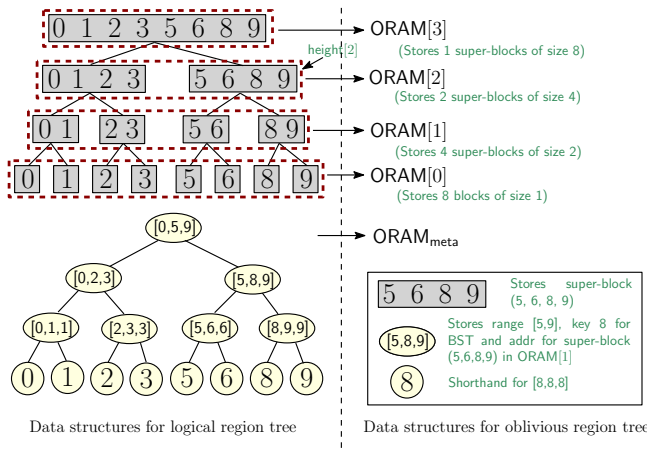 0 1 2 3 5 6 8 9
ORAM[3]
(Stores 1 super-blocks of size 8)
height[2]
0 1 2 3
5 6 8 9
ORAM[2]
(Stores 2 super-blocks of size 4)
0 1
2 3
5 6
8 9
ORAM[1]
(Stores 4 super-blocks of size 2)
0
1
2
3
5
6
8
9
ORAM[0]
(Stores 8 blocks of size 1)
[0,5,9]
ORAMmeta
[0,2,3]
[5,8,9]
[0,1,1]
[2,3,3]
[5,6,6]
[8,9,9]
0
1
2
3
5
6
8
9
5 6 8 9
Stores super-block
(5, 6, 8, 9)
[5,8,9]
Stores range [5,9], key 8 for
BST and addr for super-block
(5,6,8,9) in ORAM[1]
8
Shorthand for [8,8,8]
Data structures for logical region tree
Data structures for oblivious region tree